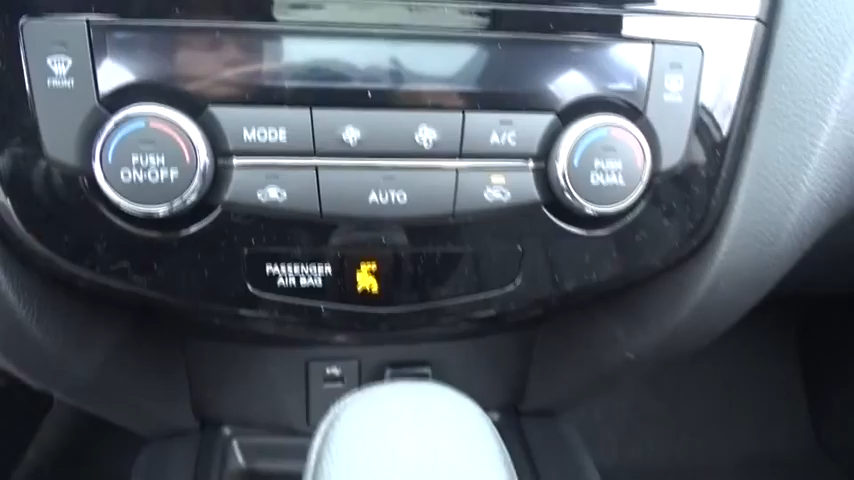 FRONT
MODE
A/C
PUSH
ON·OFF
PUSH
DUAL
AUTO
PASSENGER
AIR BAG